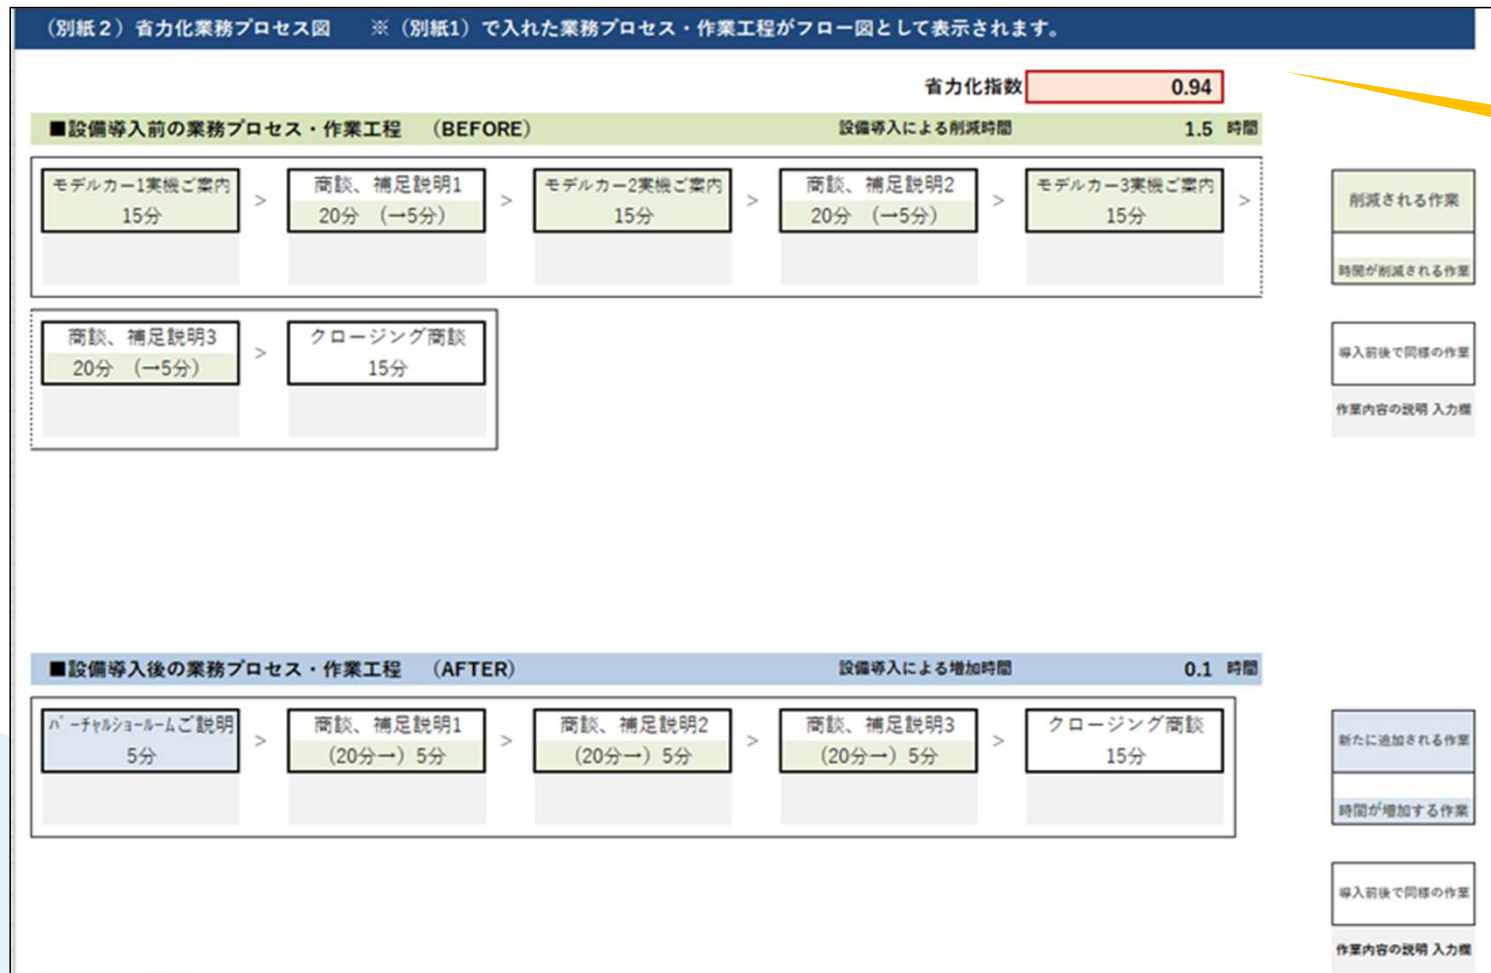 （別紙２）省力化業務プロセス図　※（別紙1）で入れた業務プロセス・作業工程がフロー図として表示されます。
省力化指数 0.94
■設備導入前の業務プロセス・作業工程　（BEFORE） 設備導入による削減時間 1.5 時間
モデルカー1実機ご案内 > 商談、補足説明1 > モデルカー2実機ご案内 > 商談、補足説明2 > モデルカー3実機ご案内 >
15分 20分　（→5分） 15分 20分　（→5分） 15分
削減される作業
時間が削減される作業
商談、補足説明3 > クロージング商談
20分　（→5分） 15分
導入前後で同様の作業
作業内容の説明 入力欄
■設備導入後の業務プロセス・作業工程　（AFTER） 設備導入による増加時間 0.1 時間
ﾊﾞｰﾁｬﾙｼｮｰﾙｰﾑご説明 > 商談、補足説明1 > 商談、補足説明2 > 商談、補足説明3 > クロージング商談
5分 （20分→）5分 （20分→）5分 （20分→）5分 15分
新たに追加される作業
時間が増加する作業
導入前後で同様の作業
作業内容の説明 入力欄